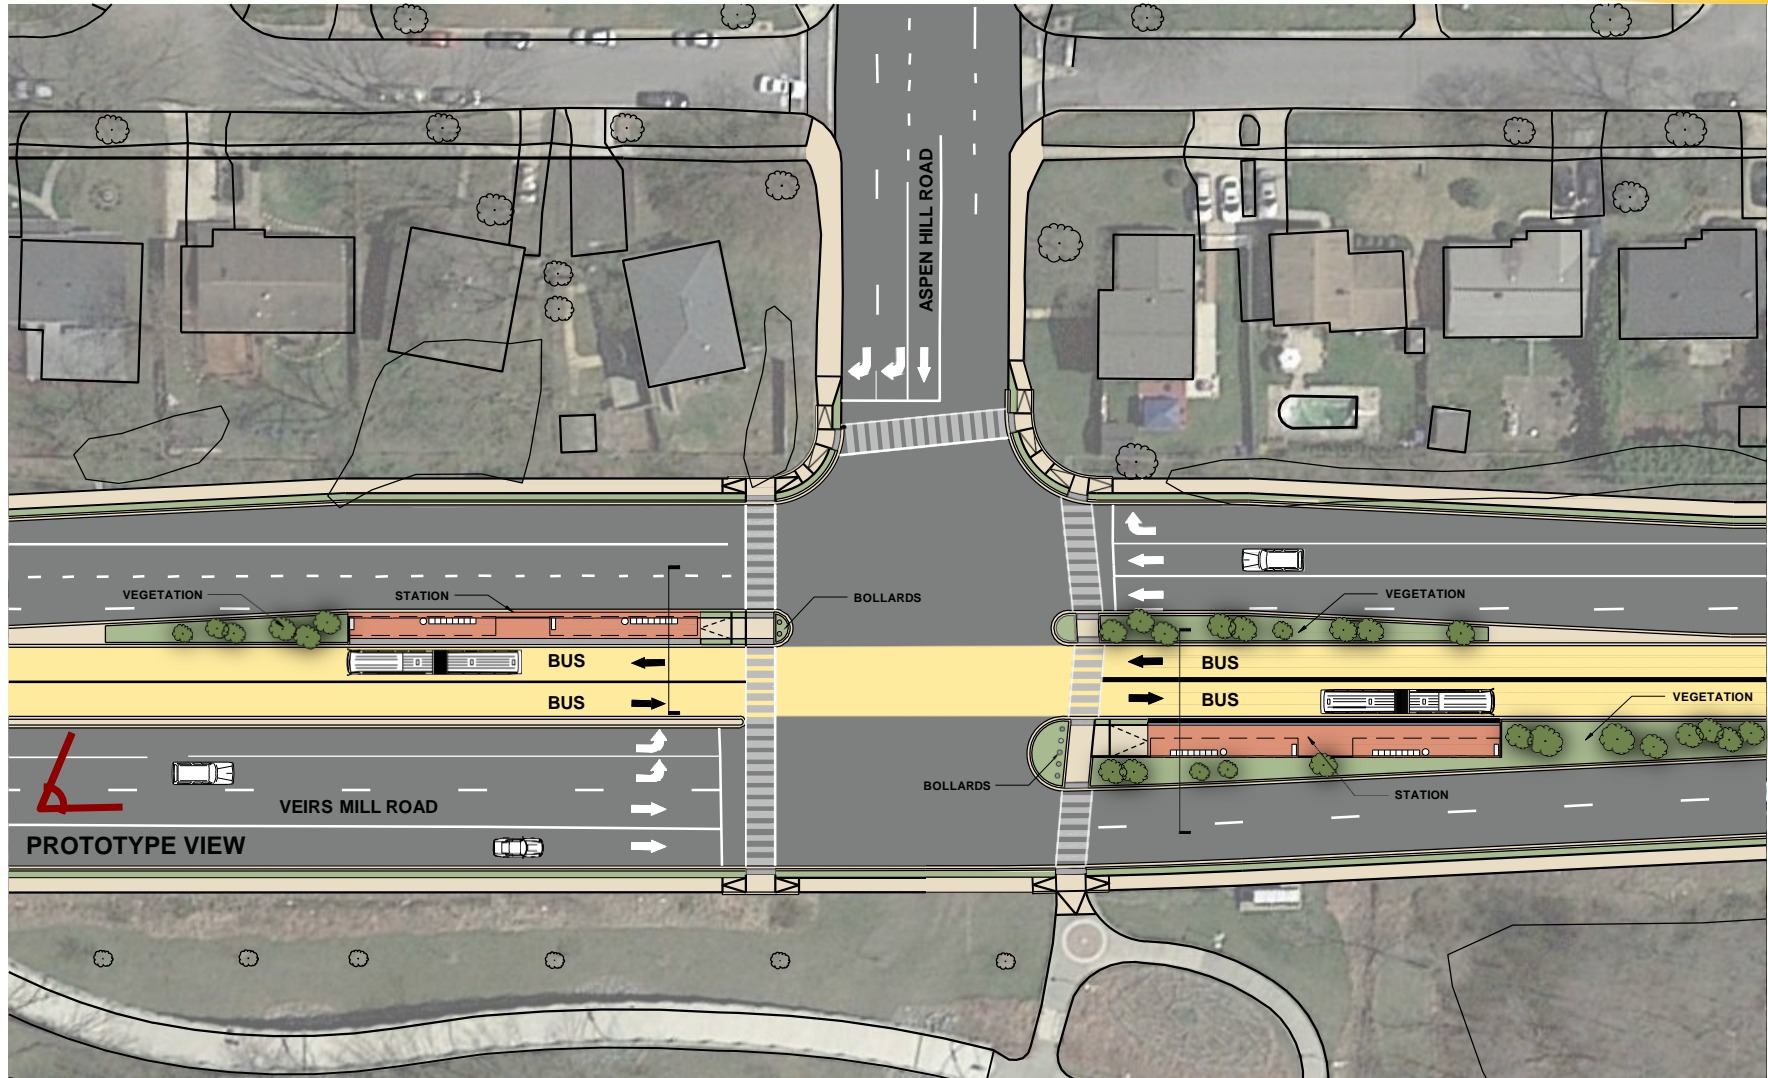 ASPEN HILL ROAD
VEGETATION
STATION
BOLLARDS
VEGETATION
BUS
BUS
BUS
BUS
VEGETATION
BOLLARDS
STATION
VEIRS MILL ROAD
PROTOTYPE VIEW